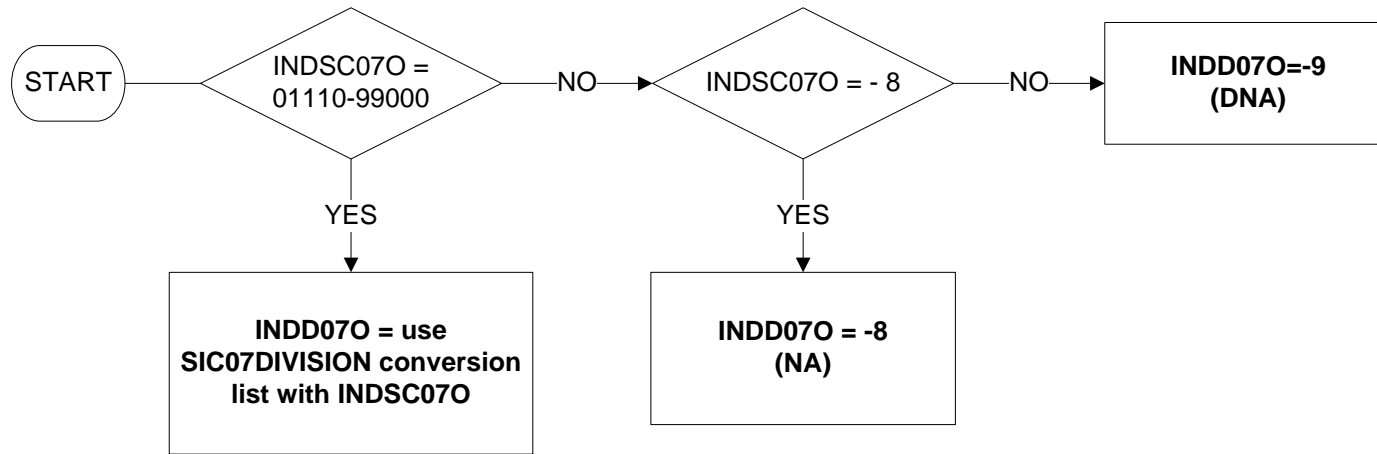 START
INDSC07O =
01110-99000
NO
INDSC07O = - 8
NO
INDD07O=-9
(DNA)
YES
YES
INDD07O = use
SIC07DIVISION conversion
list with INDSC07O
INDD07O = -8
(NA)